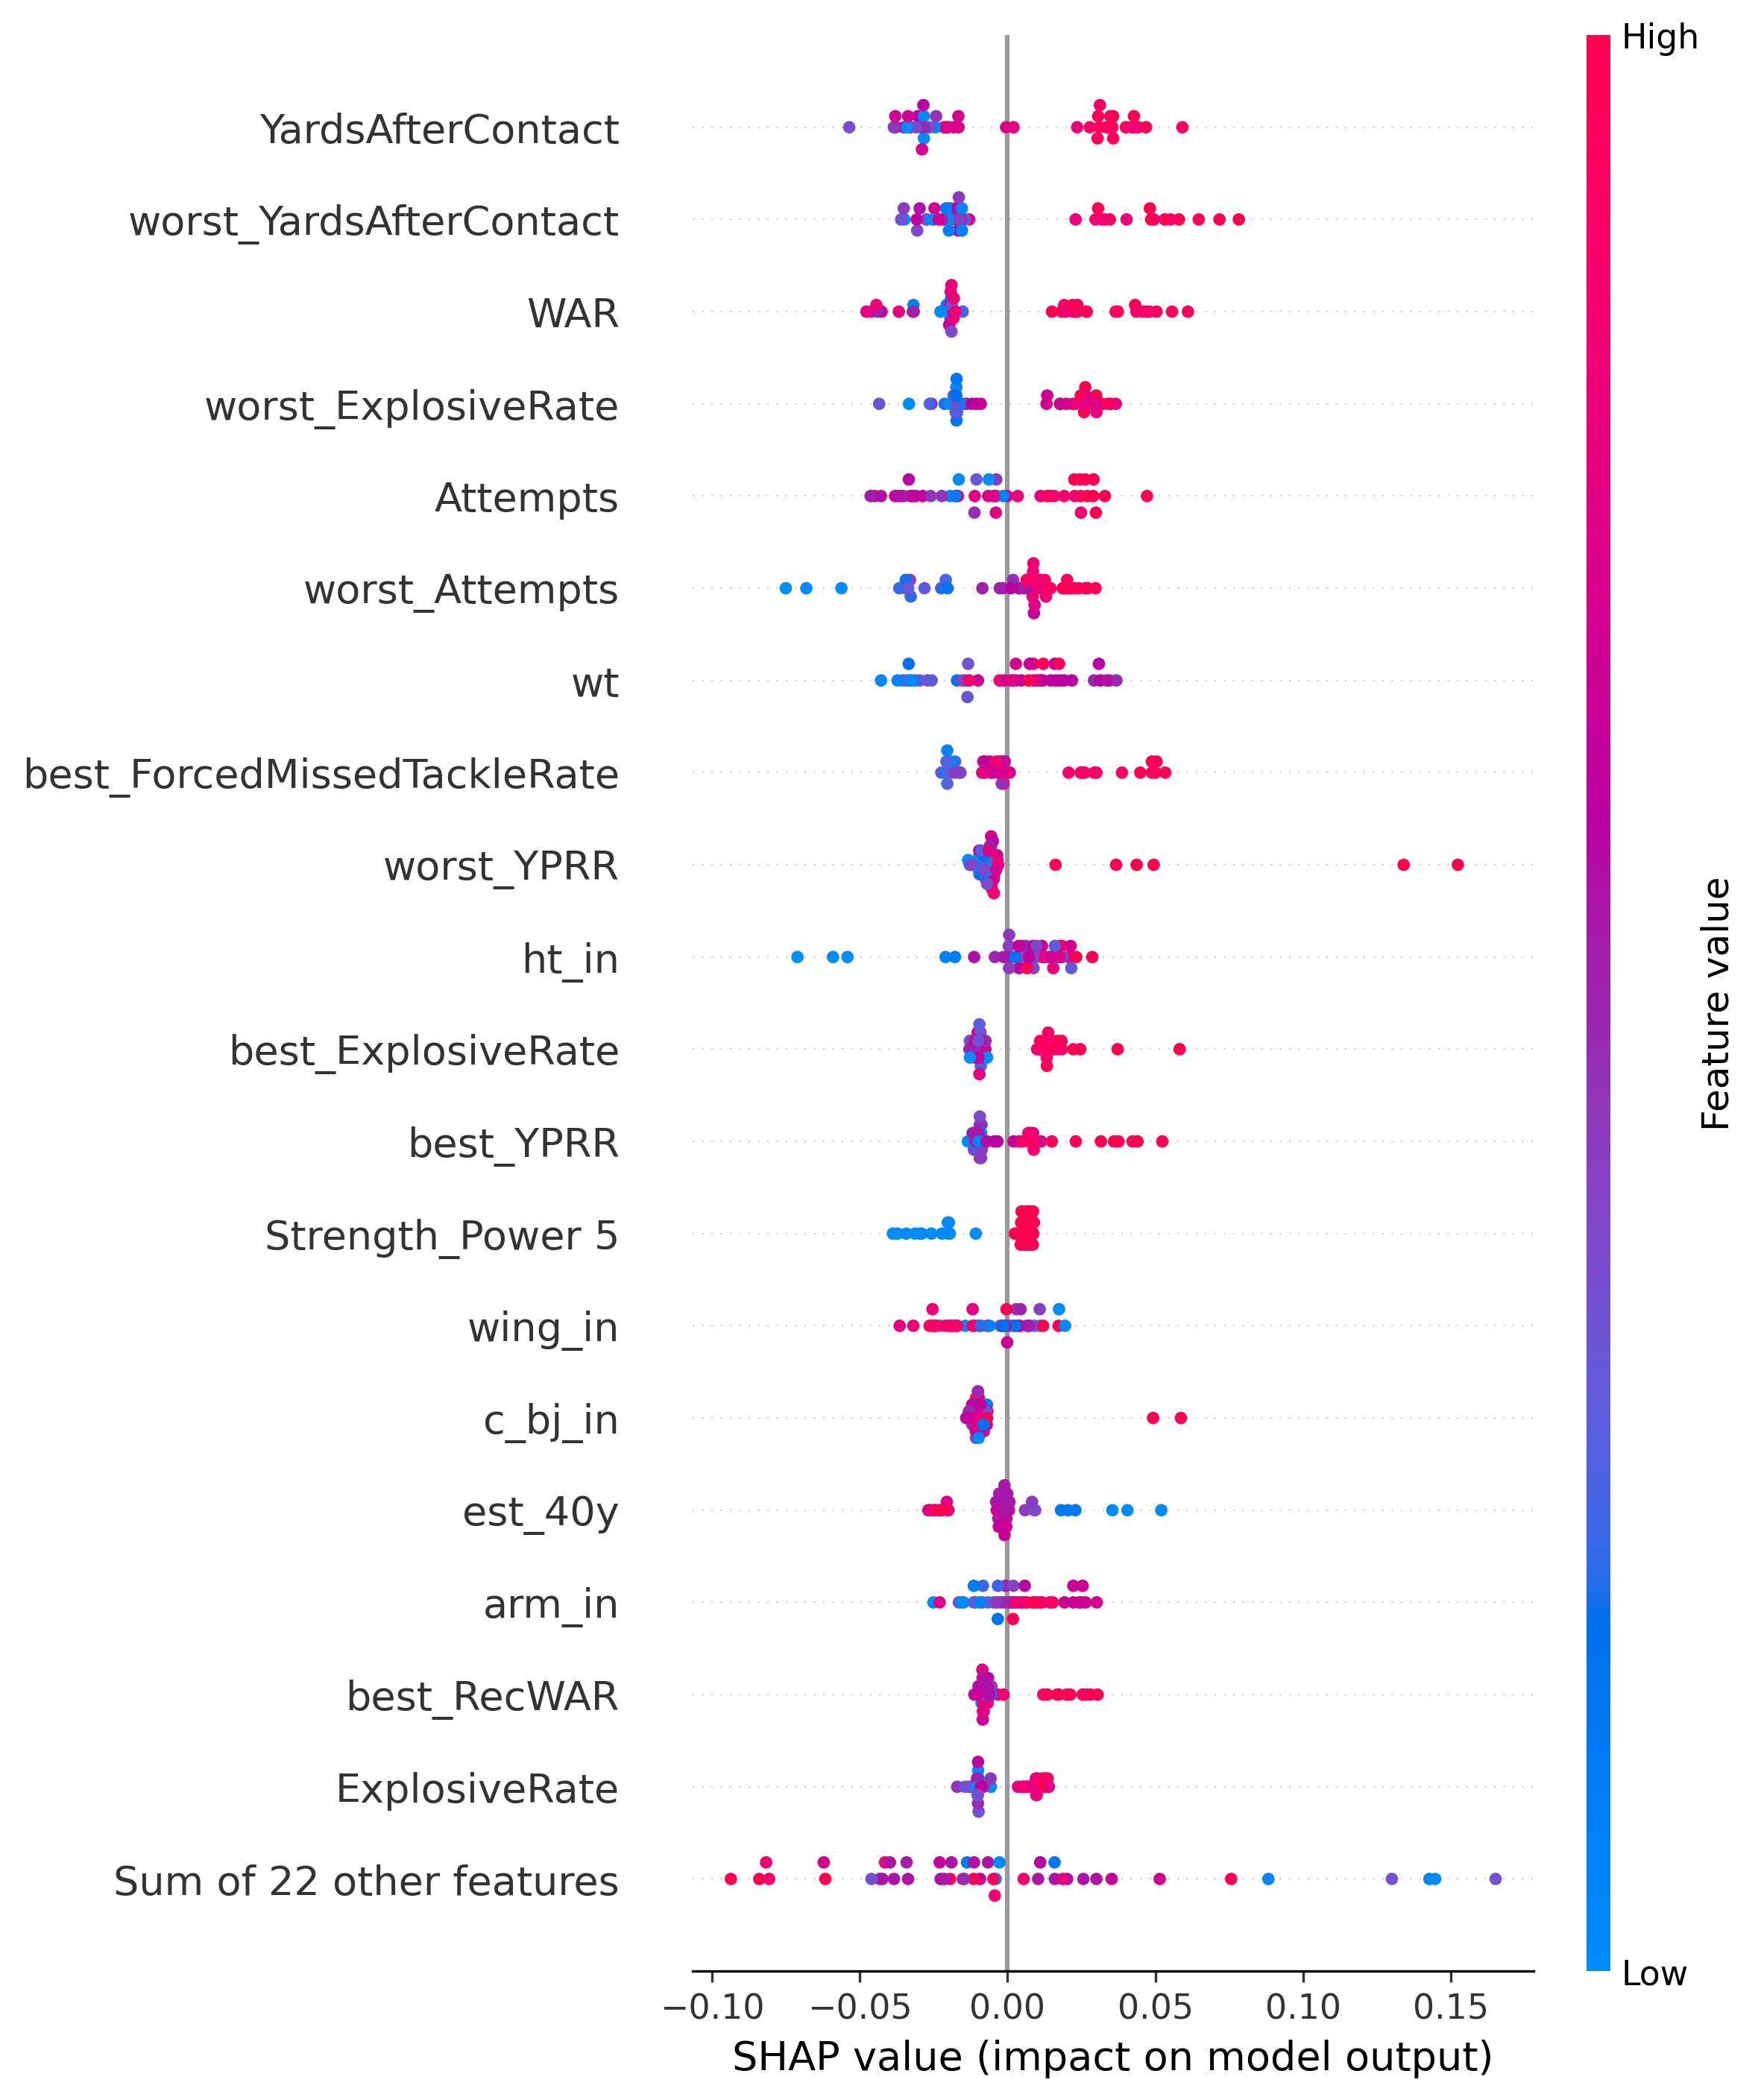 High
YardsAfterContact
worst_YardsAfterContact
WAR
worst_ExplosiveRate
Attempts
worst_Attempts
wt
best_ForcedMissedTackleRate
worst_YPRR
ht_in
best_ExplosiveRate
best_YPRR
Strength_Power 5
wing_in
c_bj_in
est_40y
arm_in
best_RecWAR
ExplosiveRate
Sum of 22 other features
Feature value
Low
−0.10 −0.05 0.00 0.05 0.10 0.15
SHAP value (impact on model output)